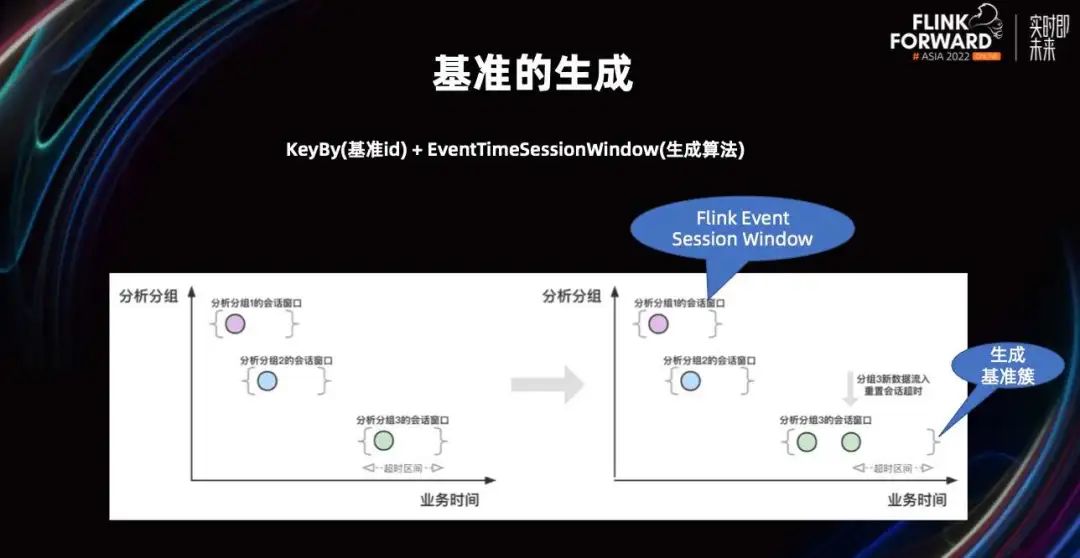 FLINK
FORWARD
# ASIA 2022
ONLINE
实时即
未来
基准的生成
KeyBy(基准id) + EventTimeSessionWindow(生成算法)
Flink Event
Session Window
分析分组
分析分组1的会话窗口
分析分组2的会话窗口
分析分组3的会话窗口
超时区间
业务时间
分析分组
分析分组1的会话窗口
分析分组2的会话窗口
分组3新数据流入
重置会话超时
分析分组3的会话窗口
超时区间
业务时间
生成
基准簇